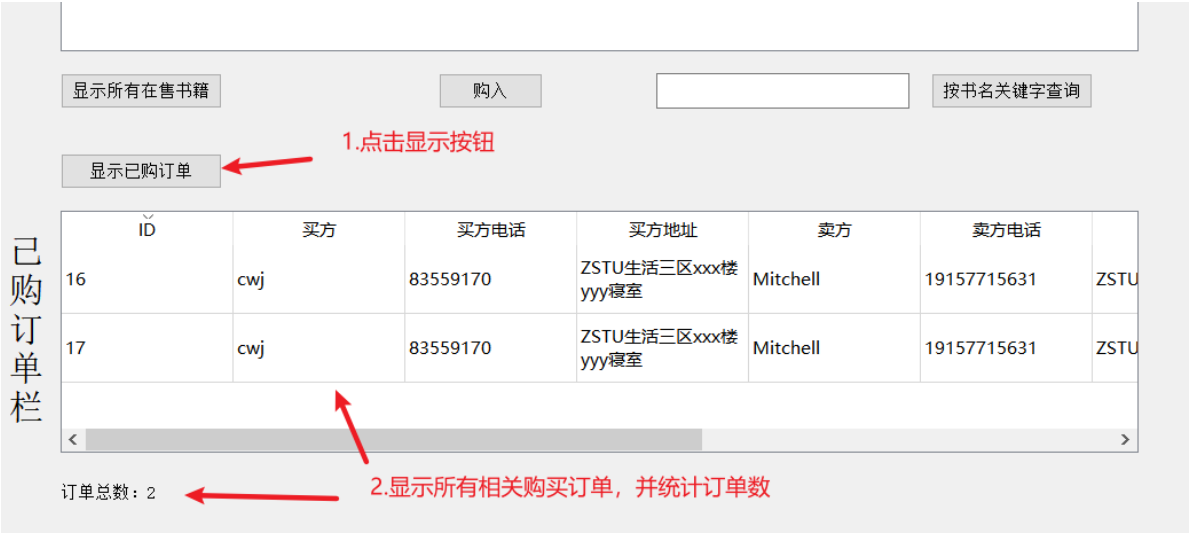 显示所有在售书籍 购入 按书名关键字查询
1.点击显示按钮
显示已购订单
已购订单栏
ID 买方 买方电话 买方地址 卖方 卖方电话
16 cwj 83559170 ZSTU生活三区xxx楼 Mitchell 19157715631 ZSTU
yyy寝室
17 cwj 83559170 ZSTU生活三区xxx楼 Mitchell 19157715631 ZSTU
yyy寝室
2.显示所有相关购买订单，并统计订单数
订单总数：2